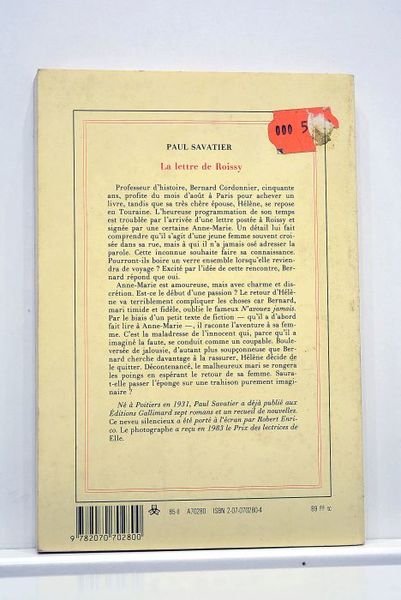 000 5
PAUL SAVATIER
La lettre de Roissy
Professeur d'histoire, Bernard Cordonnier, cinquante
ans, profite du mois d'août à Paris pour achever un
livre, tandis que sa très chère épouse, Hélène, se repose
en Touraine. L'heureuse programmation de son temps
est troublée par l'arrivée d'une lettre postée à Roissy et
signée par une certaine Anne-Marie. Un détail lui fait
comprendre qu'il s'agit d'une jeune femme souvent croi-
sée dans sa rue, mais à qui il n'a jamais osé adresser la
parole. Cette inconnue souhaite faire sa connaissance.
Pourront-ils boire un verre ensemble lorsqu'elle revien-
dra de voyage ? Excité par l'idée de cette rencontre, Ber-
nard répond que oui.
Anne-Marie est amoureuse, mais avec charme et dis-
crétion. Est-ce le début d'une passion ? Le retour d'Hélè-
ne va terriblement compliquer les choses car Bernard,
mari timide et fidèle, oublie le fameux N'avouez jamais.
Par le biais d'un petit texte de fiction — qu'il a d'abord
fait lire à Anne-Marie —, il raconte l'aventure à sa fem-
me. C'est la maladresse de l'innocent qui, parce qu'il a
imaginé la faute, se conduit comme un coupable. Boule-
versée de jalousie, d'autant plus soupçonneuse que Ber-
nard cherche davantage à la rassurer, Hélène décide de
le quitter. Décontenancé, le malheureux mari se rongera
les poings en espérant le retour de sa femme. Saura-
t-elle passer l'éponge sur une trahison purement imagi-
naire ?
Né à Poitiers en 1931, Paul Savatier a déjà publié aux
Éditions Gallimard sept romans et un recueil de nouvelles.
Ce neveu silencieux a été porté à l'écran par Robert Enri-
co. Le photographe a reçu en 1983 le Prix des lectrices de
Elle.
85-II A70280 ISBN 2-07-070280-4 89 FF tc
9 782070 702800